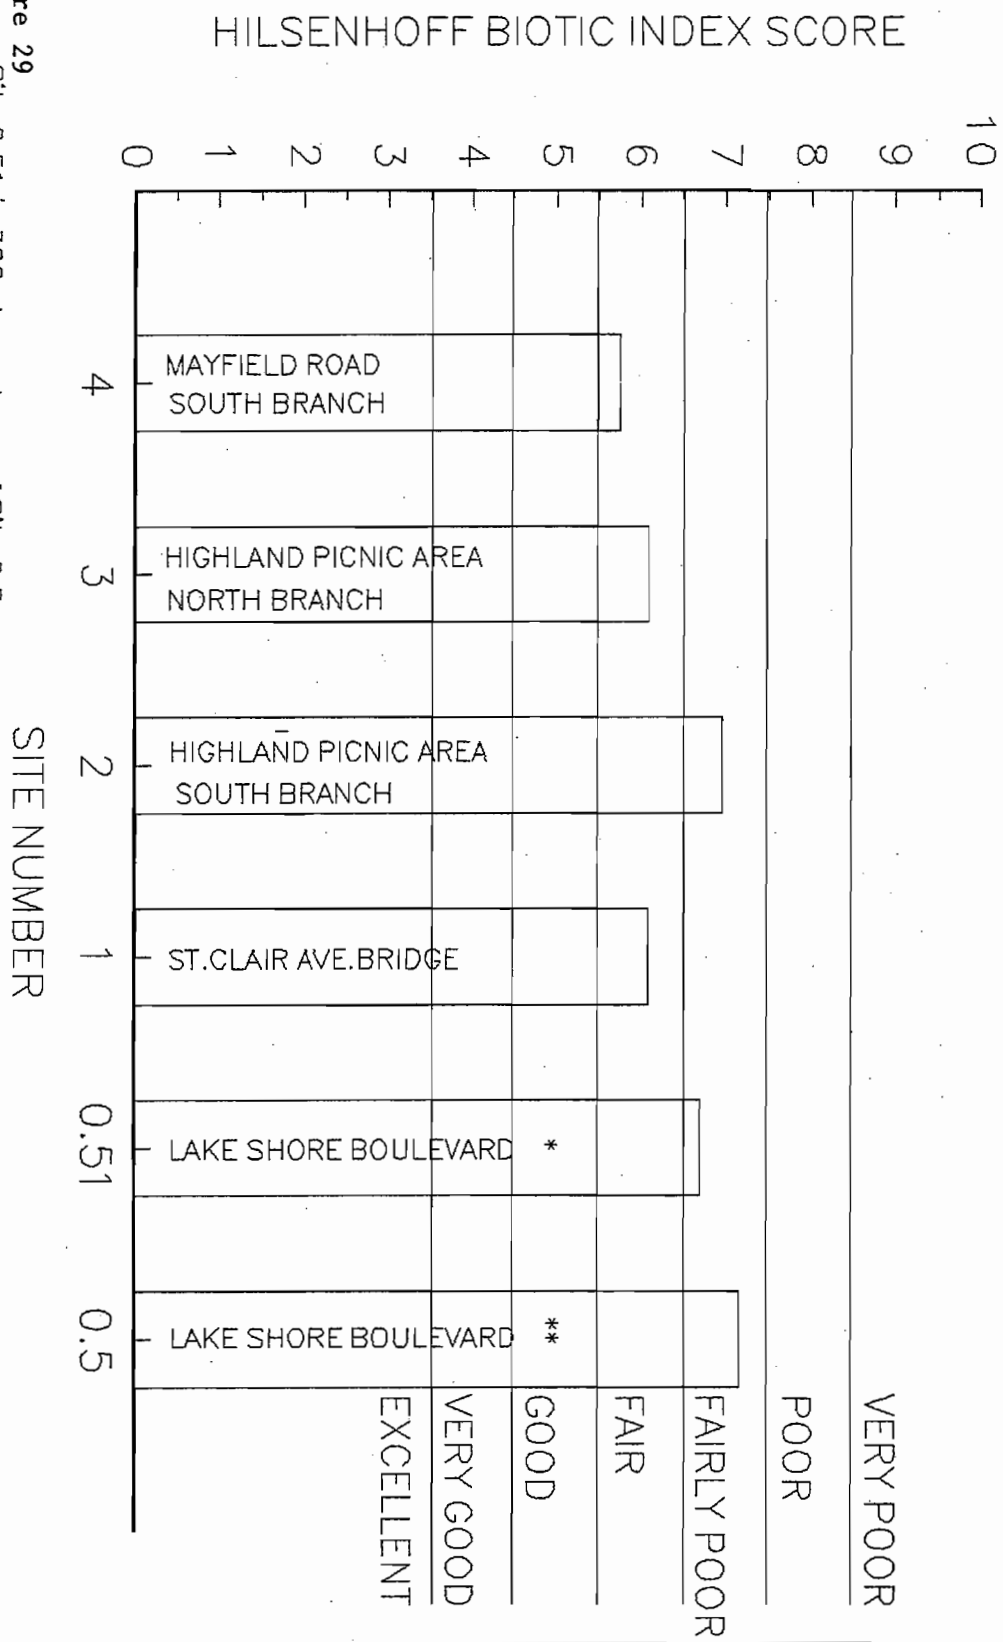 HILSENHOFF BIOTIC INDEX SCORE
10
9
8
7
6
5
4
3
2
1
0
VERY POOR
POOR
FAIRLY POOR
FAIR
GOOD
VERY GOOD
EXCELLENT
MAYFIELD ROAD
SOUTH BRANCH
HIGHLAND PICNIC AREA
NORTH BRANCH
HIGHLAND PICNIC AREA
SOUTH BRANCH
ST.CLAIR AVE.BRIDGE
LAKE SHORE BOULEVARD *
LAKE SHORE BOULEVARD **
4
3
2
1
0.51
0.5
SITE NUMBER
re 29